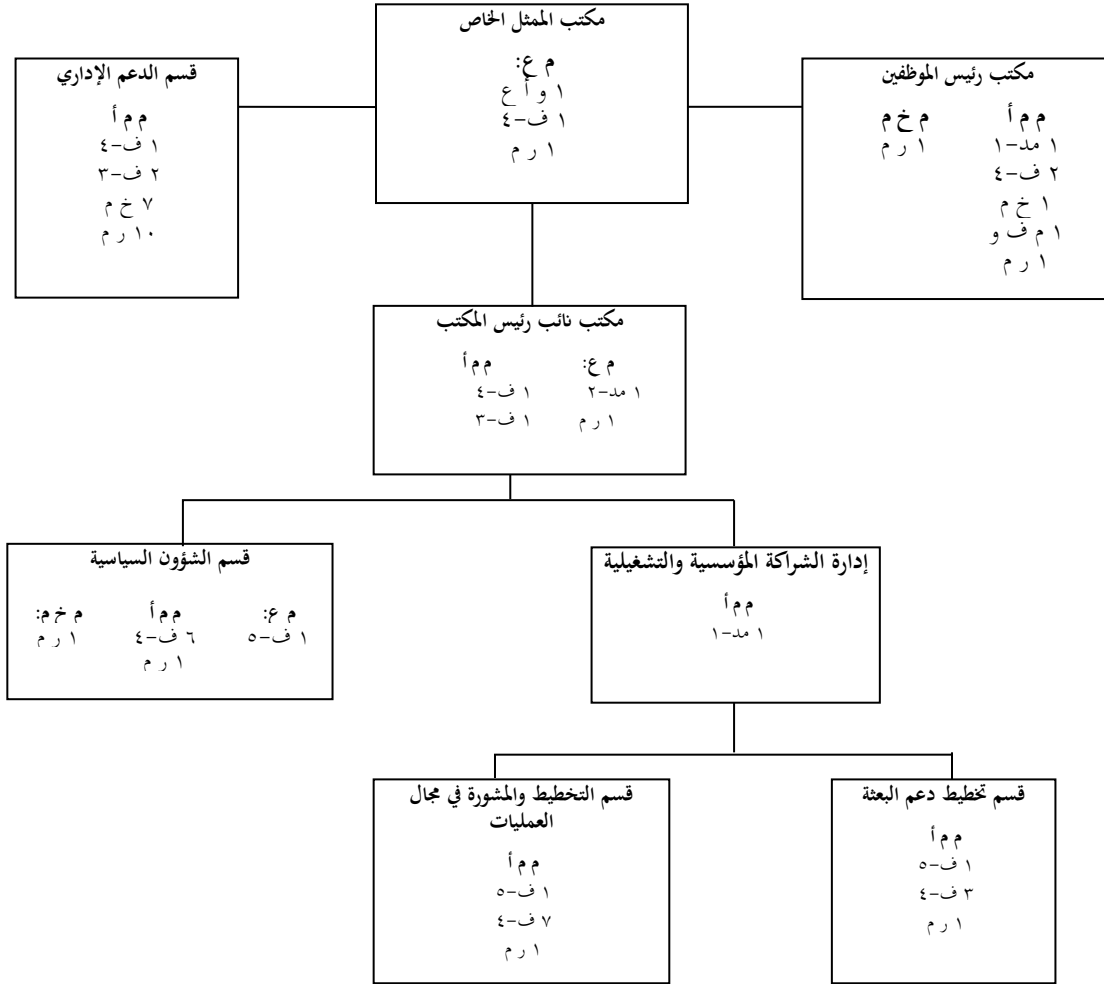 مكتب الممثل الخاص
م ع:
١ و أ ع
١ ف-٤
١ ر م
مكتب رئيس الموظفين
م م أ م خ م
١ مد-١ ١ ر م
٢ ف-٤
١ خ م
١ م ف و
١ ر م
قسم الدعم الإداري
م م أ
١ ف-٤
٢ ف-٣
٧ خ م
١٠ ر م
مكتب نائب رئيس المكتب
م ع: م م أ
١ مد-٢ ١ ف-٤
١ ر م ١ ف-٣
إدارة الشراكة المؤسسية والتشغيلية
م م أ
١ مد-١
قسم الشؤون السياسية
م ع: م م أ م خ م:
١ ف-٥ ٦ ف-٤ ١ ر م
١ ر م
قسم تخطيط دعم البعثة
م م أ
١ ف-٥
٣ ف-٤
١ ر م
قسم التخطيط والمشورة في مجال
العمليات
م م أ
١ ف-٥
٧ ف-٤
١ ر م